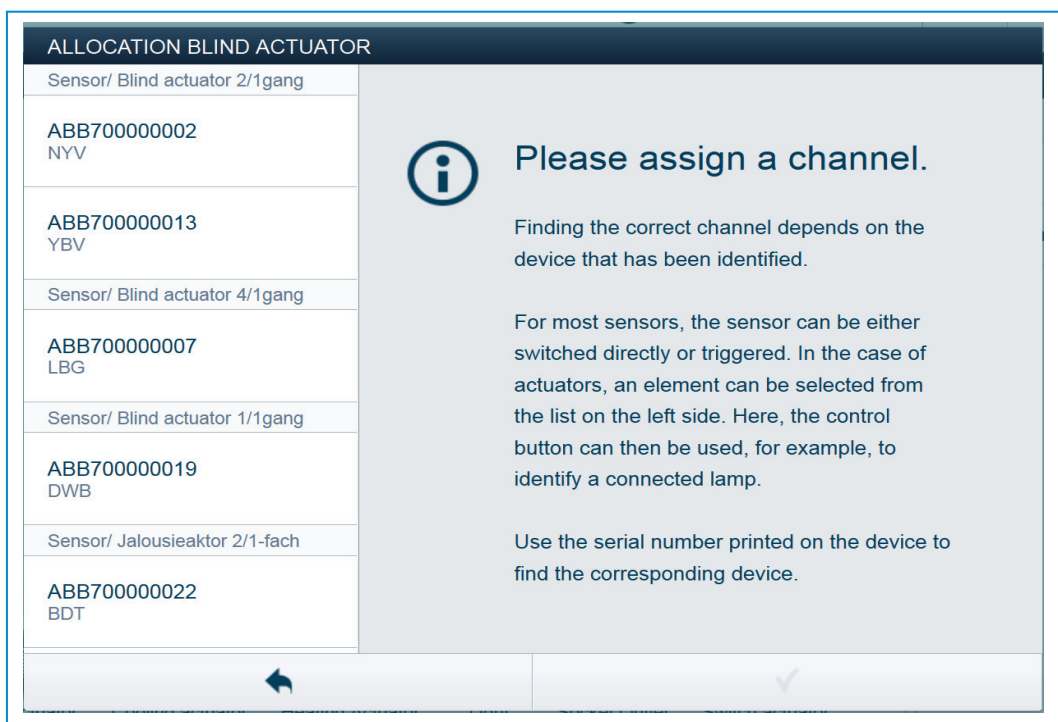 ALLOCATION BLIND ACTUATOR
Sensor/ Blind actuator 2/1gang
ABB700000002
NYV
ABB700000013
YBV
Sensor/ Blind actuator 4/1gang
ABB700000007
LBG
Sensor/ Blind actuator 1/1gang
ABB700000019
DWB
Sensor/ Jalousieaktor 2/1-fach
ABB700000022
BDT
Please assign a channel.
Finding the correct channel depends on the
device that has been identified.
For most sensors, the sensor can be either
switched directly or triggered. In the case of
actuators, an element can be selected from
the list on the left side. Here, the control
button can then be used, for example, to
identify a connected lamp.
Use the serial number printed on the device to
find the corresponding device.